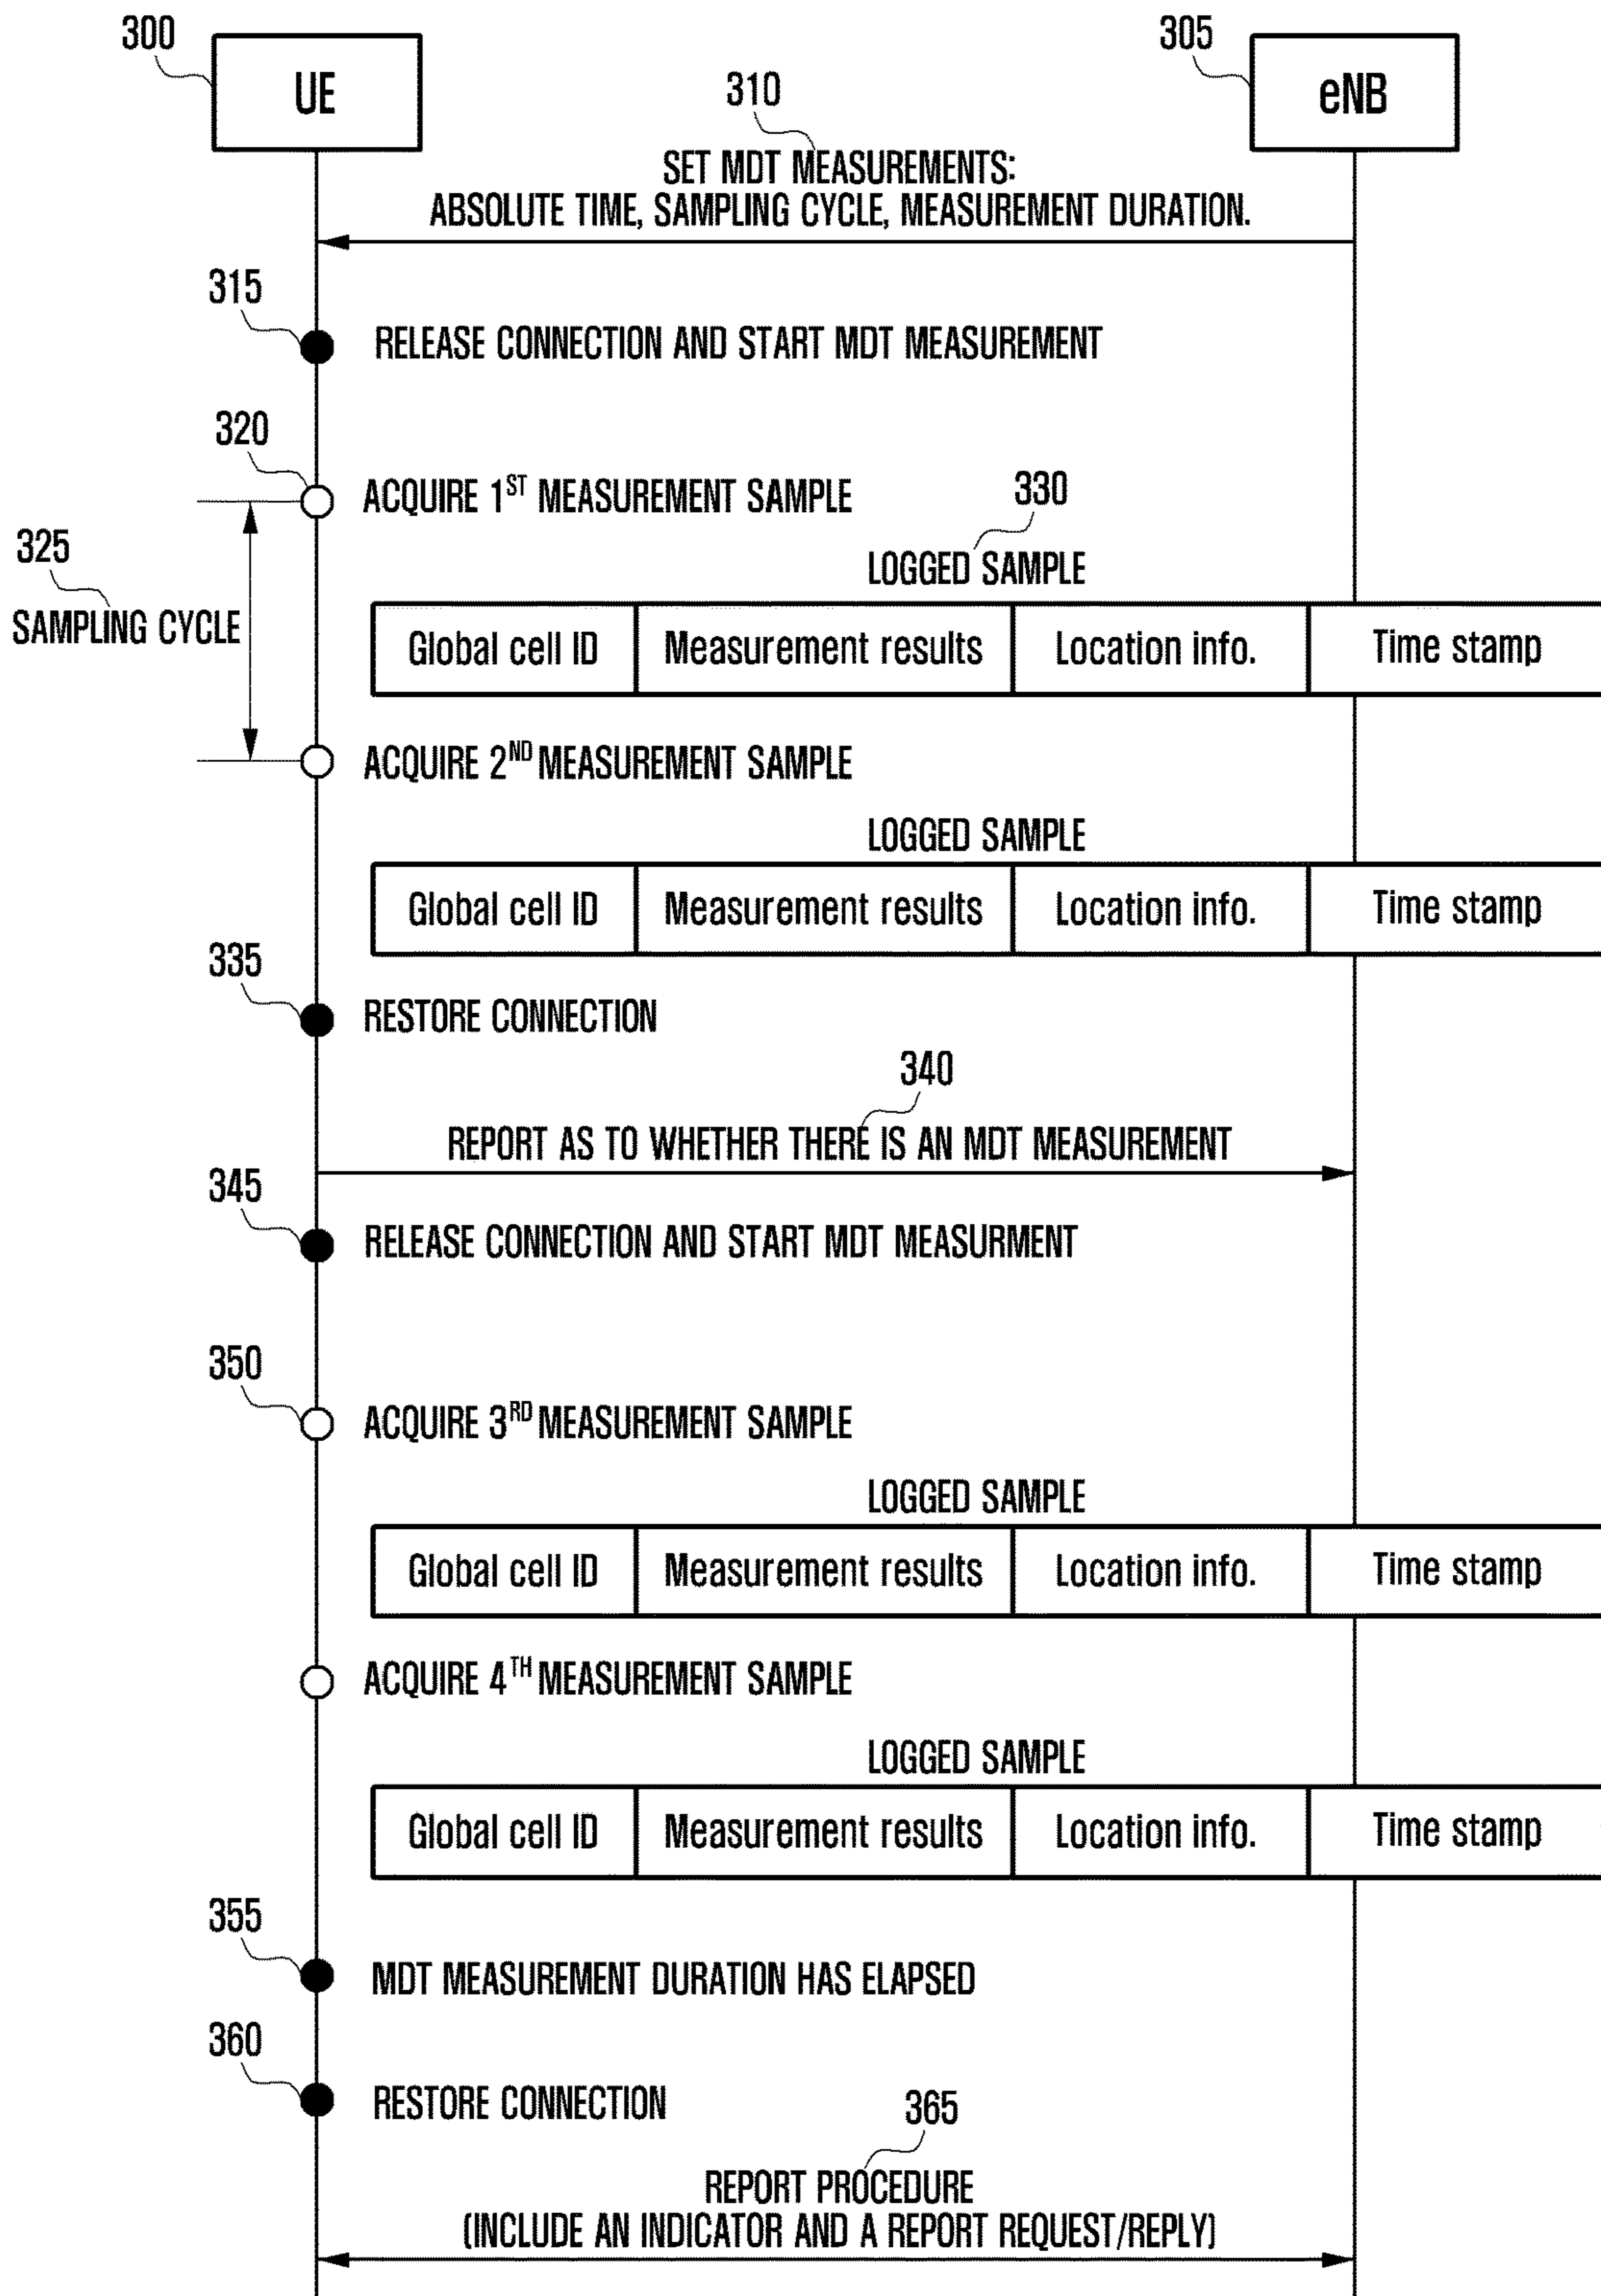 300
UE
305
eNB
310
SET MDT MEASUREMENTS:
ABSOLUTE TIME, SAMPLING CYCLE, MEASUREMENT DURATION.
315
RELEASE CONNECTION AND START MDT MEASUREMENT
320
ACQUIRE 1ST MEASUREMENT SAMPLE
325
SAMPLING CYCLE
330
LOGGED SAMPLE
Global cell ID Measurement results Location info. Time stamp
ACQUIRE 2ND MEASUREMENT SAMPLE
LOGGED SAMPLE
Global cell ID Measurement results Location info. Time stamp
335
RESTORE CONNECTION
340
REPORT AS TO WHETHER THERE IS AN MDT MEASUREMENT
345
RELEASE CONNECTION AND START MDT MEASURMENT
350
ACQUIRE 3RD MEASUREMENT SAMPLE
LOGGED SAMPLE
Global cell ID Measurement results Location info. Time stamp
ACQUIRE 4TH MEASUREMENT SAMPLE
LOGGED SAMPLE
Global cell ID Measurement results Location info. Time stamp
355
MDT MEASUREMENT DURATION HAS ELAPSED
360
RESTORE CONNECTION
365
REPORT PROCEDURE
(INCLUDE AN INDICATOR AND A REPORT REQUEST/REPLY)